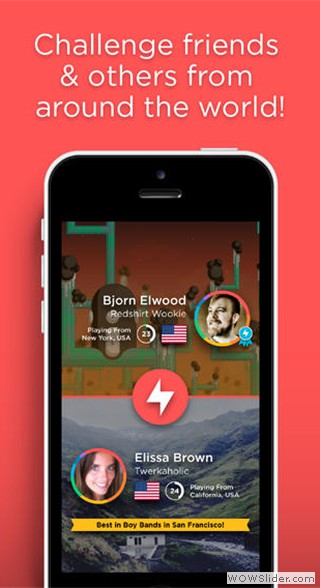 Challenge friends
& others from
around the world!
Bjorn Elwood
Redshirt Wookie
Playing From
New York, USA
23
Elissa Brown
Twerkaholic
24
Playing From
California, USA
Best in Boy Bands in San Francisco!
WOWSlider.com